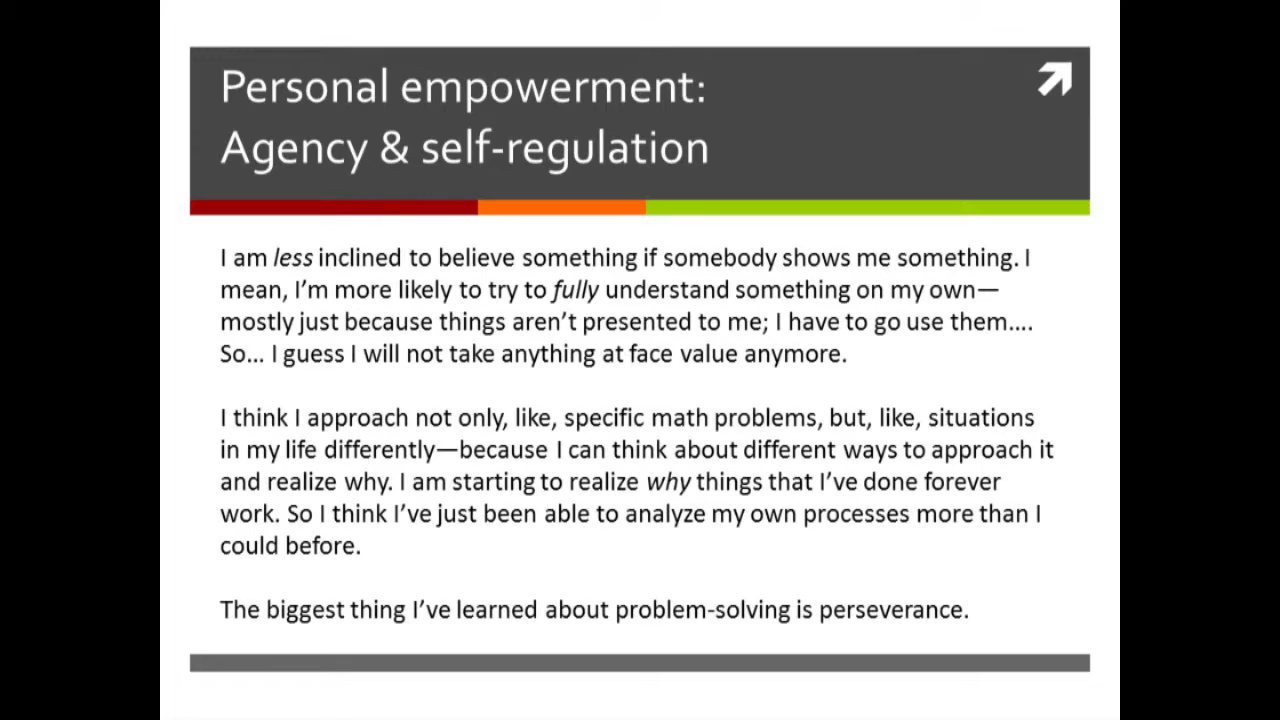 Personal empowerment:
Agency & self-regulation
I am less inclined to believe something if somebody shows me something. I
mean, I'm more likely to try to fully understand something on my own—
mostly just because things aren't presented to me; I have to go use them....
So... I guess I will not take anything at face value anymore.
I think I approach not only, like, specific math problems, but, like, situations
in my life differently—because I can think about different ways to approach it
and realize why. I am starting to realize why things that I've done forever
work. So I think I've just been able to analyze my own processes more than I
could before.
The biggest thing I've learned about problem-solving is perseverance.